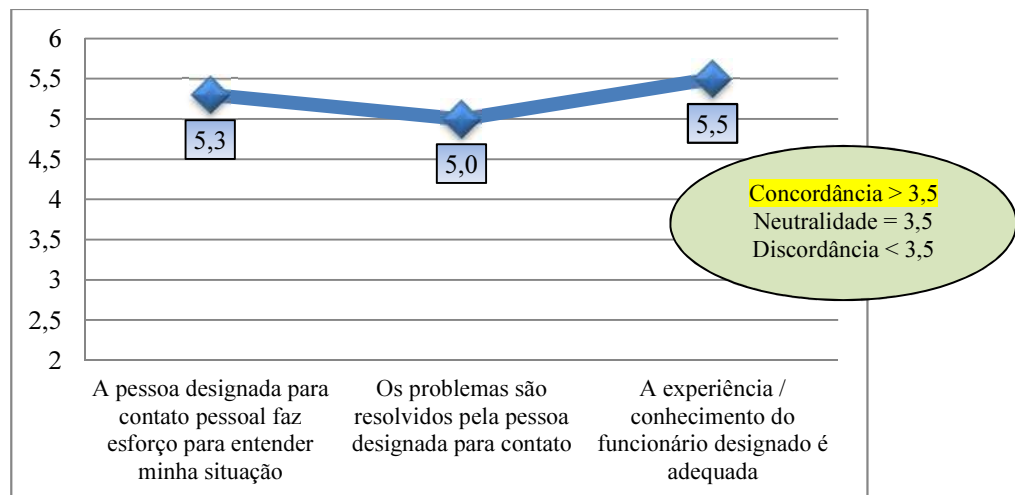 6
5,5
5
4,5
4
3,5
3
2,5
2
5,3
5,0
5,5
Concordância > 3,5
Neutralidade = 3,5
Discordância < 3,5
A pessoa designada para
contato pessoal faz
esforço para entender
minha situação
Os problemas são
resolvidos pela pessoa
designada para contato
A experiência /
conhecimento do
funcionário designado é
adequada